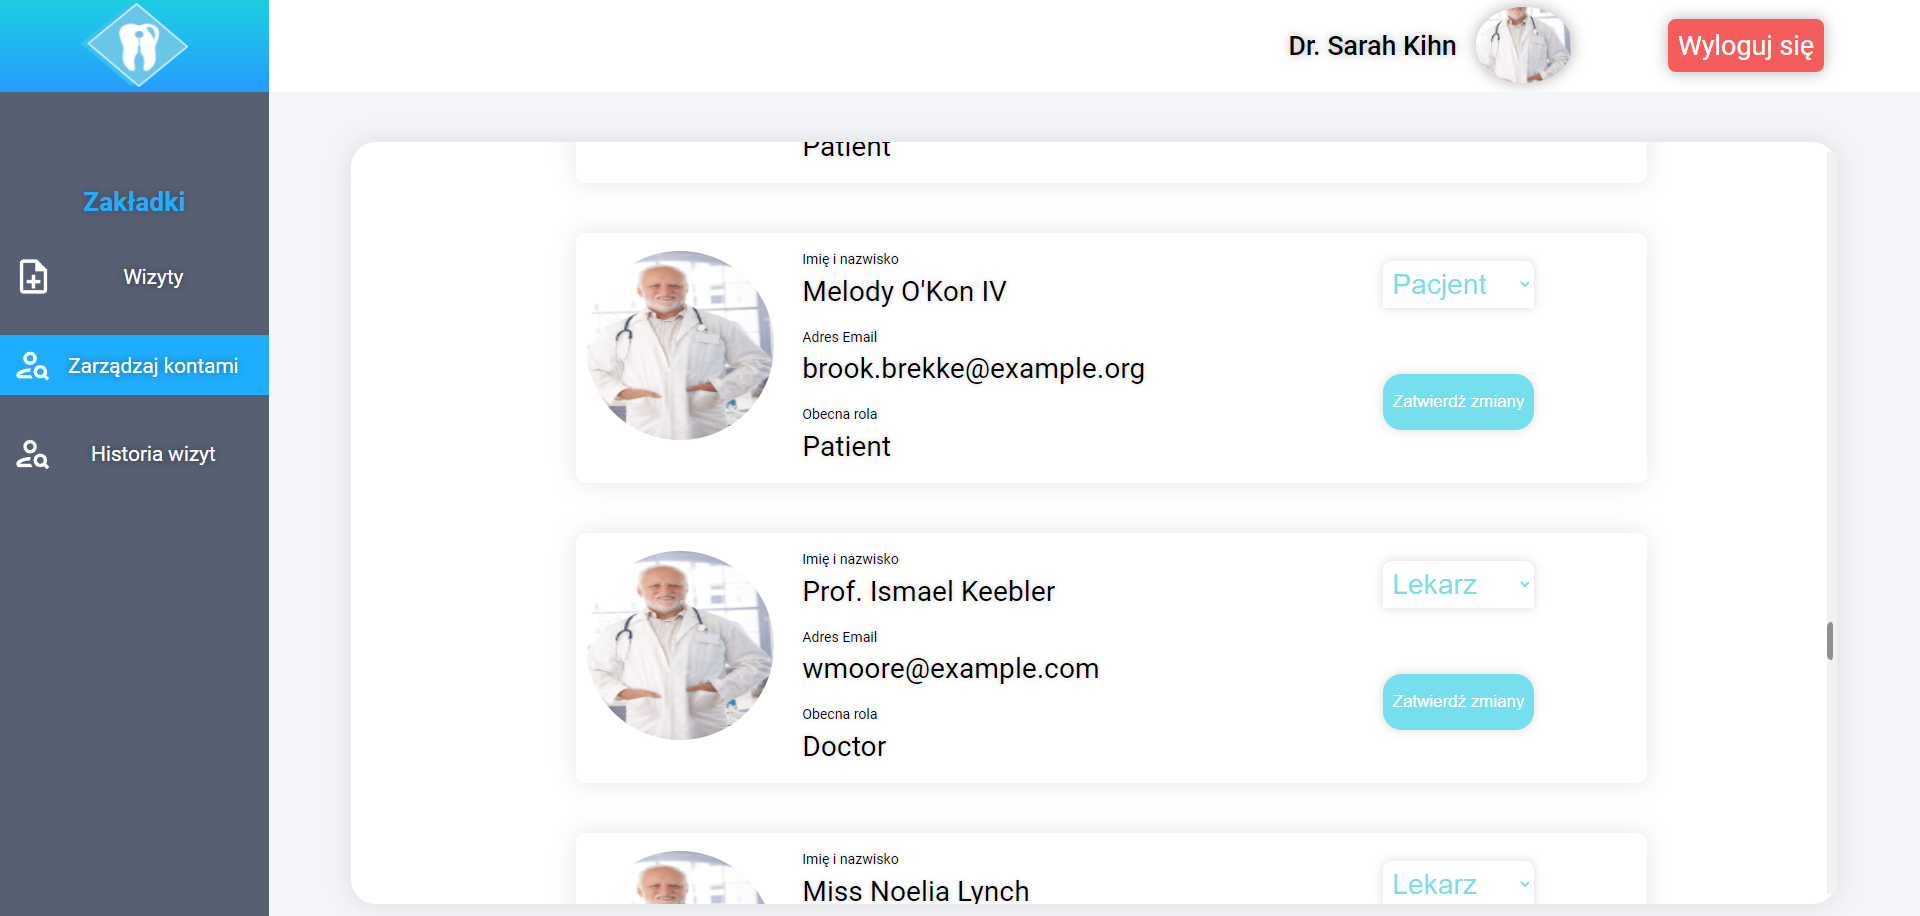 Dr. Sarah Kihn
Wyloguj się
Zakładki
Wizyty
Zarządzaj kontami
Historia wizyt
Patient
Imię i nazwisko
Melody O'Kon IV
Adres Email
brook.brekke@example.org
Obecna rola
Patient
Pacjent
Zatwierdź zmiany
Imię i nazwisko
Prof. Ismael Keebler
Adres Email
wmoore@example.com
Obecna rola
Doctor
Lekarz
Zatwierdź zmiany
Imię i nazwisko
Miss Noelia Lynch
Lekarz